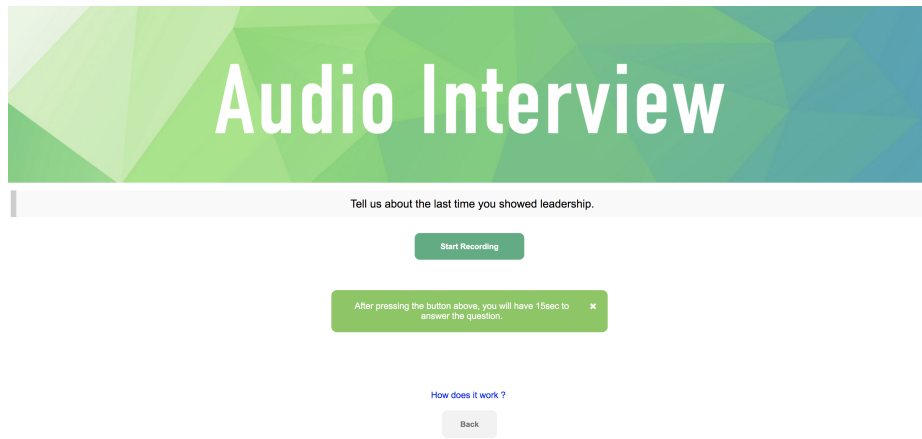 Audio Interview
Tell us about the last time you showed leadership.
Start Recording
After pressing the button above, you will have 15sec to ×
answer the question.
How does it work ?
Back